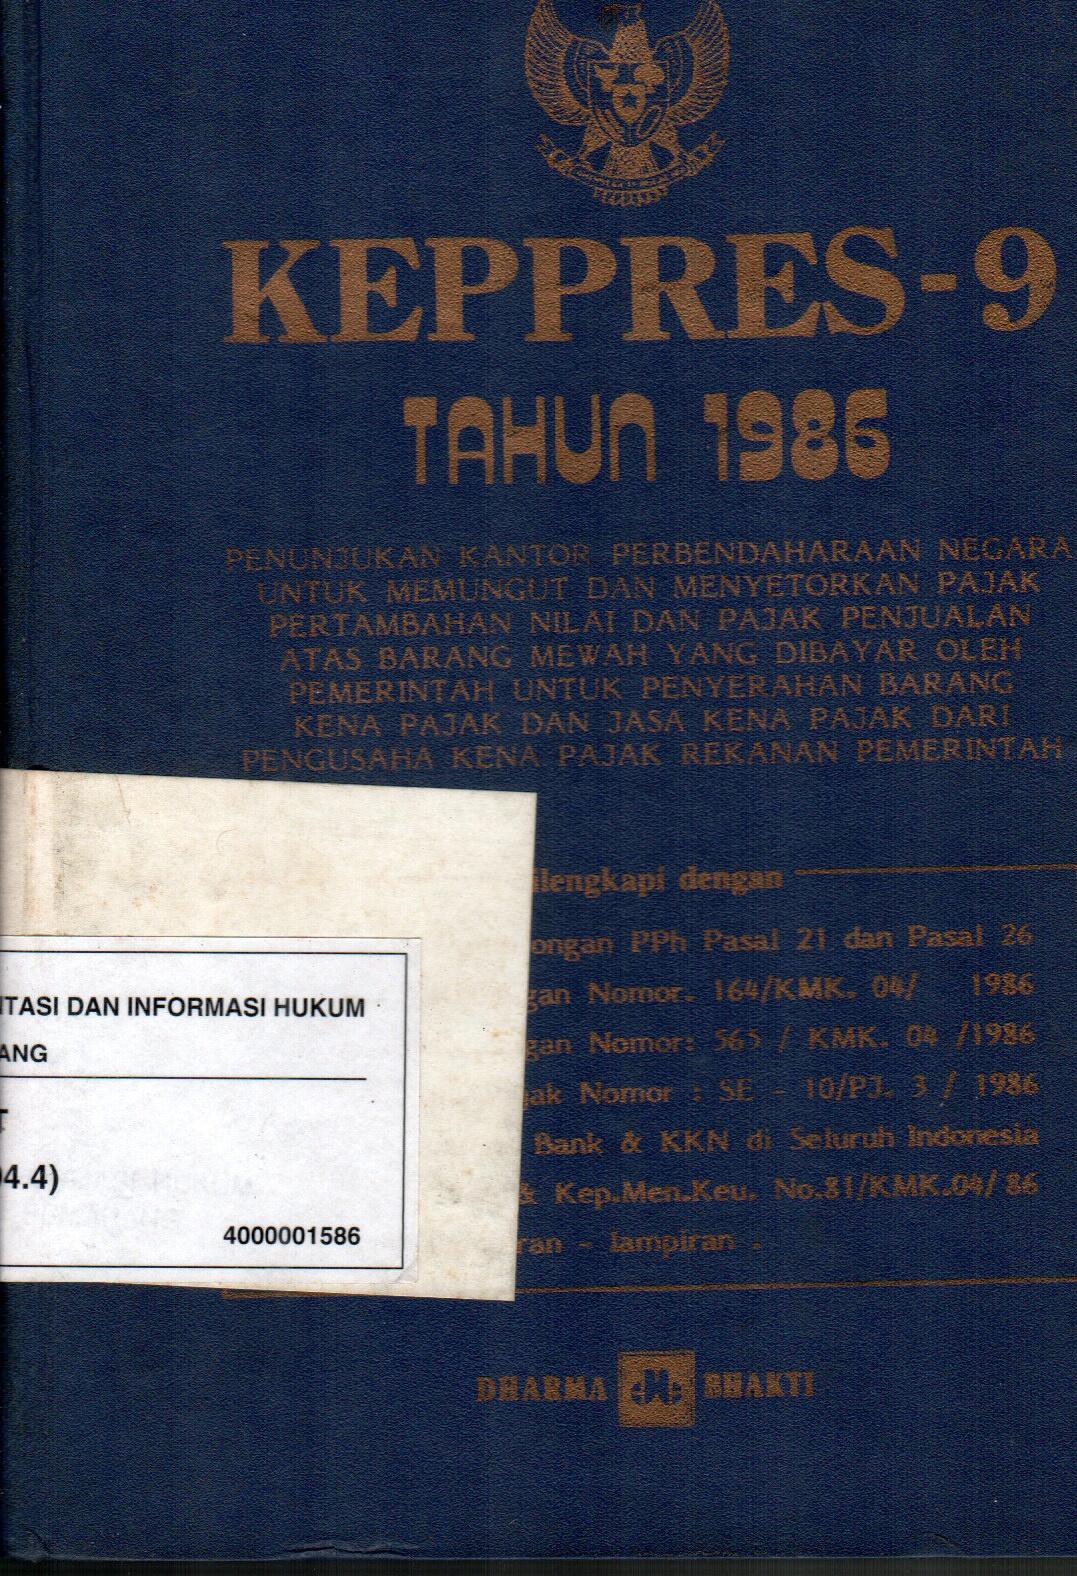 KEPPRES-9
TAHUN 1986
PENUNJUKAN KANTOR PERBENDAHARAAN NEGARA
UNTUK MEMUNGUT DAN MENYETORKAN PAJAK
PERTAMBAHAN NILAI DAN PAJAK PENJUALAN
ATAS BARANG MEWAH YANG DIBAYAR OLEH
PEMERINTAH UNTUK PENYERAHAN BARANG
KENA PAJAK DAN JASA KENA PAJAK DARI
PENGUSAHA KENA PAJAK REKANAN PEMERINTAH
ilengkapi dengan
ongan PPh Pasal 21 dan Pasal 26
gan Nomor. 164/KMK. 04/ 1986
gan Nomor: 565 / KMK. 04 /1986
jak Nomor : SE - 10/PJ. 3 / 1986
Bank & KKN di Seluruh Indonesia
& Kep.Men.Keu. No.81/KMK.04/86
ran - lampiran .
TASI DAN INFORMASI HUKUM
ANG
T
04.4)
4000001586
DHARMA BHAKTI